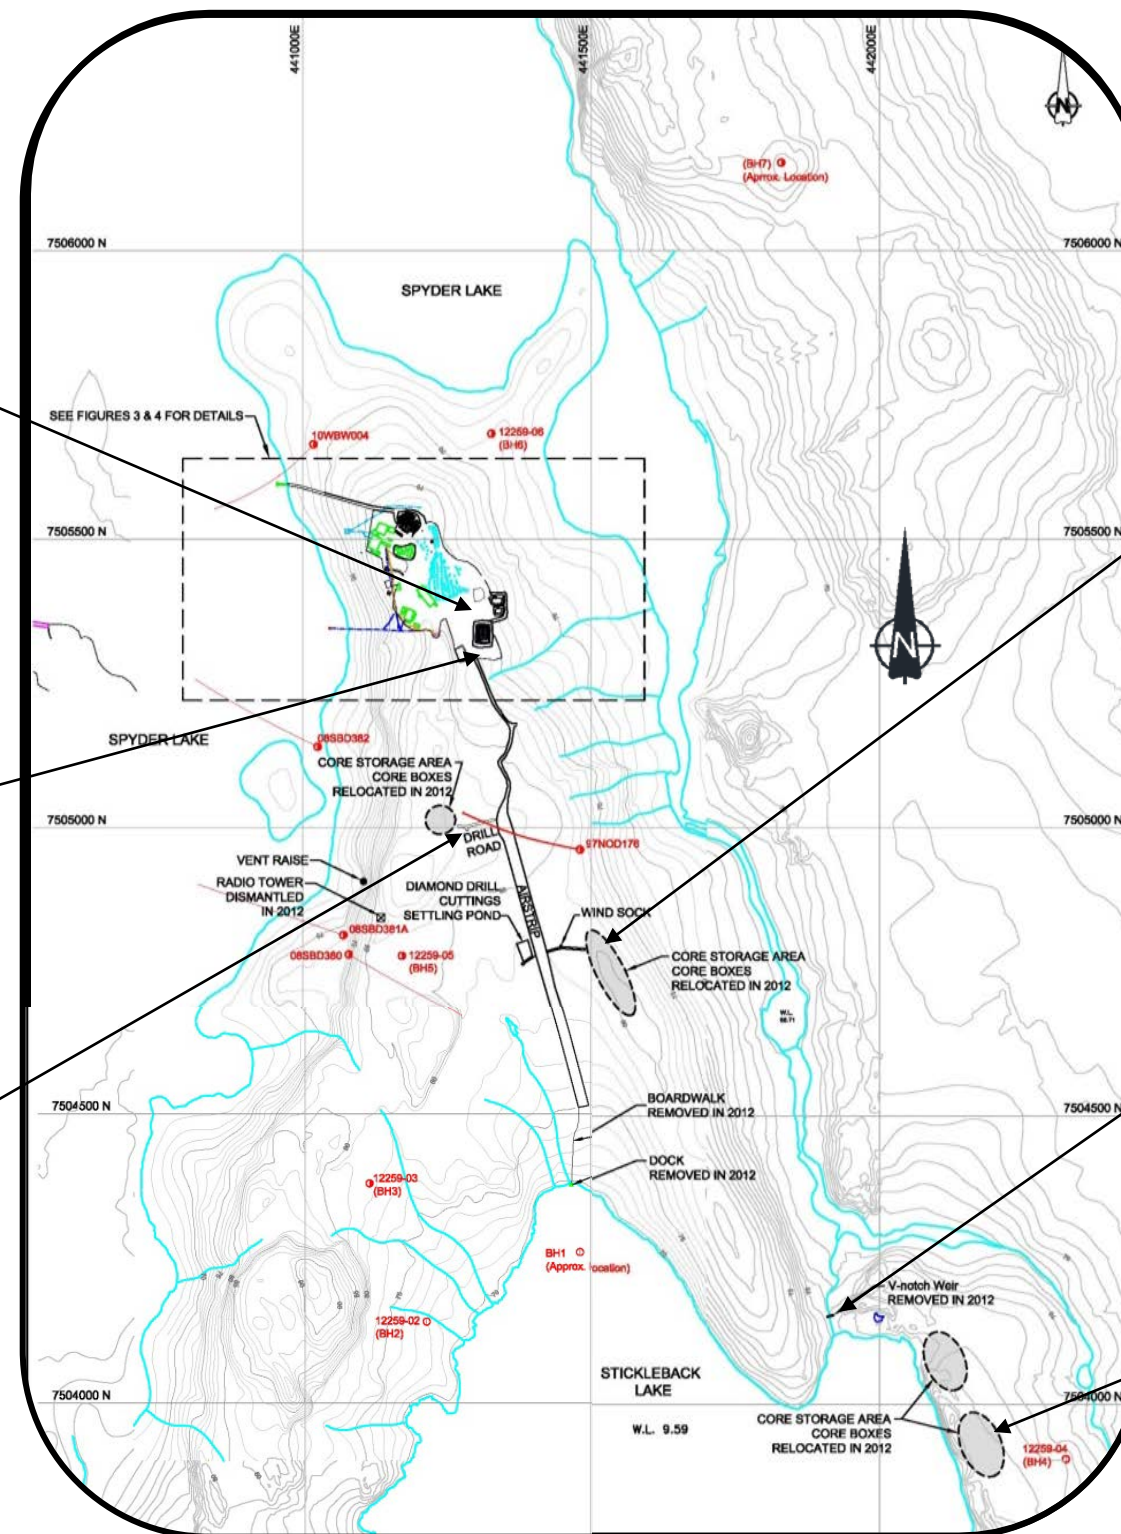 441000E
441500E
442000E
N
(BH7)
(Aprrox. Location)
7506000 N
7506000 N
SPYDER LAKE
SEE FIGURES 3 & 4 FOR DETAILS
10WBW004
12259-06
(BH6)
7505500 N
7505500 N
N
08SBD382
SPYDER LAKE
CORE STORAGE AREA
CORE BOXES
RELOCATED IN 2012
7505000 N
7505000 N
DRILL
ROAD
97NOD176
VENT RAISE
RADIO TOWER
DISMANTLED
IN 2012
DIAMOND DRILL
CUTTINGS
SETTLING POND
AIRSTRIP
WIND SOCK
08SBD381A
08SBD380
12259-05
(BH5)
CORE STORAGE AREA
CORE BOXES
RELOCATED IN 2012
W.L.
7504500 N
7504500 N
BOARDWALK
REMOVED IN 2012
DOCK
REMOVED IN 2012
12259-03
(BH3)
BH1
(Approx. location)
V-notch Weir
REMOVED IN 2012
12259-02
(BH2)
STICKLEBACK
LAKE
W.L. 9.59
7504000 N
7504000 N
CORE STORAGE AREA
CORE BOXES
RELOCATED IN 2012
12259-04
(BH4)